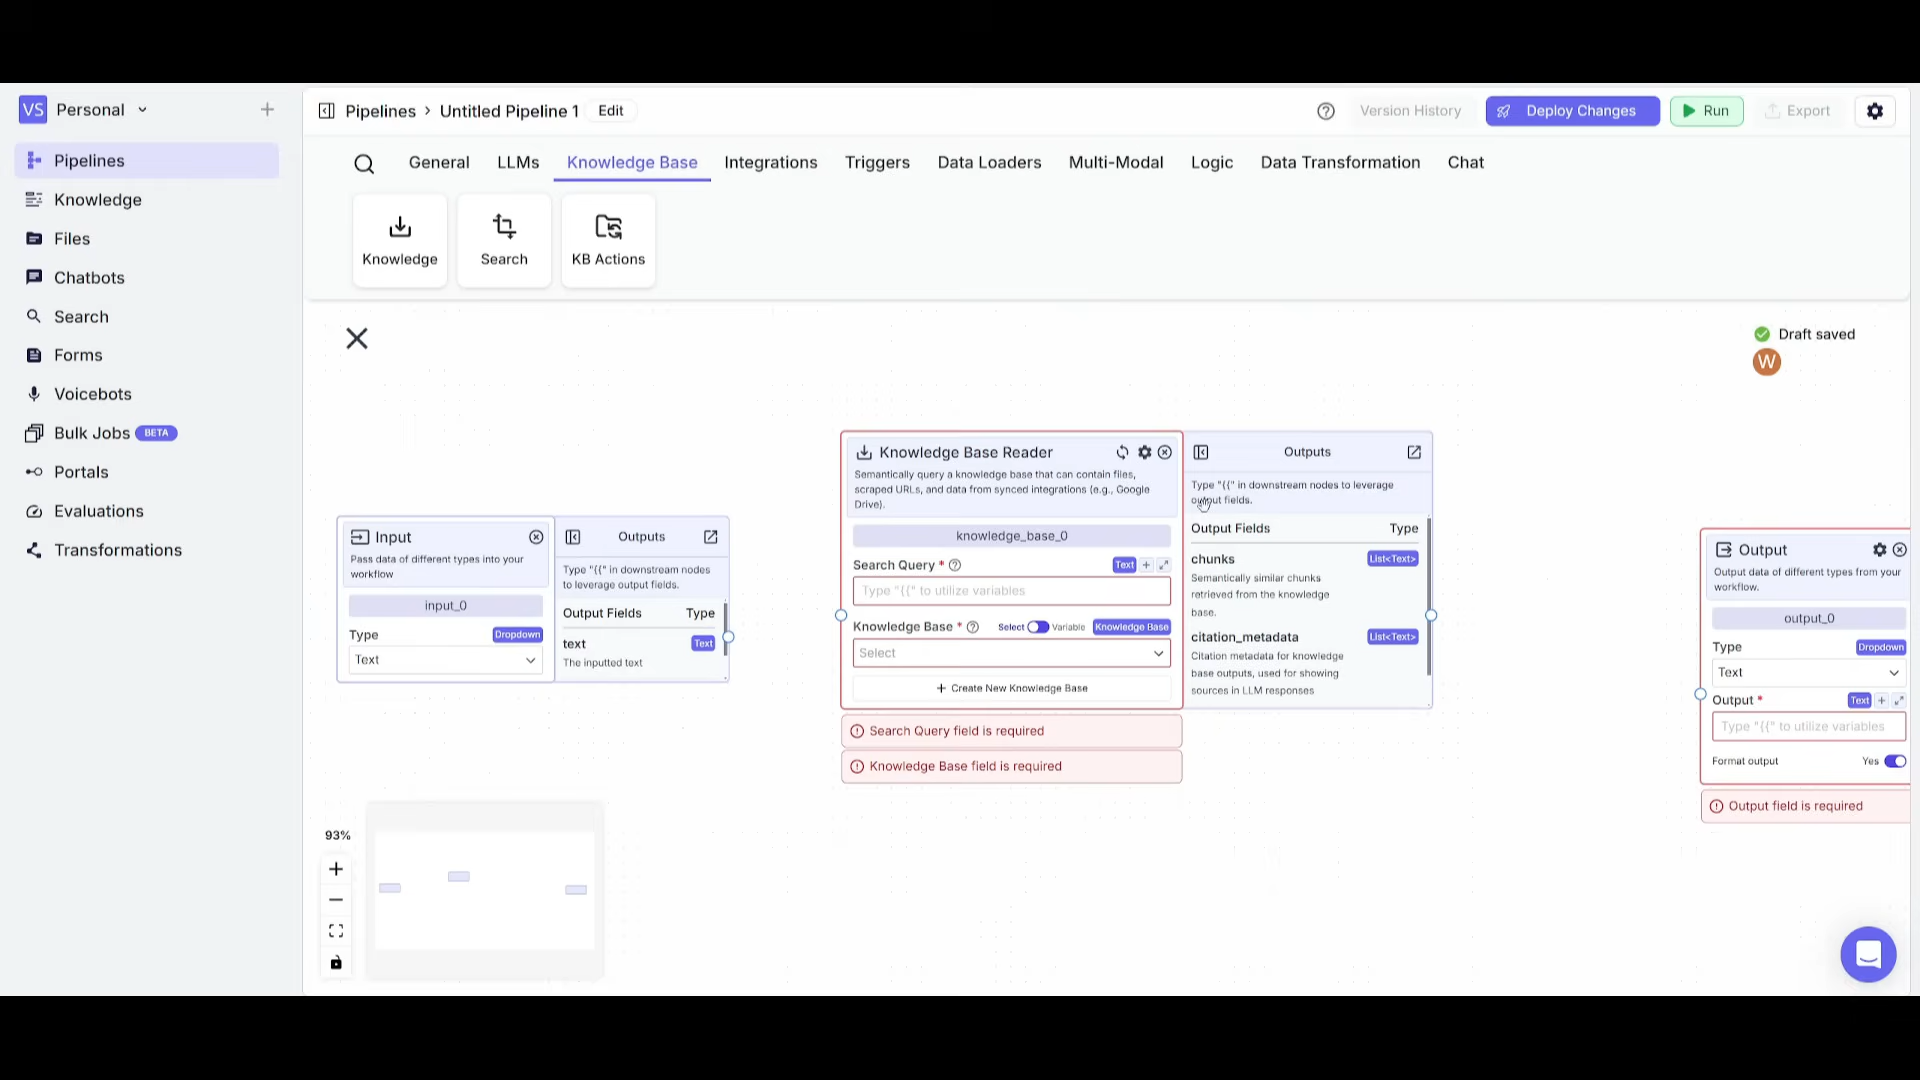 VS Personal
Pipelines
Knowledge
Files
Chatbots
Search
Forms
Voicebots
Bulk Jobs BETA
Portals
Evaluations
Transformations
Pipelines > Untitled Pipeline 1 Edit
Version History
Deploy Changes
Run
Export
General LLMs Knowledge Base Integrations Triggers Data Loaders Multi-Modal Logic Data Transformation Chat
Knowledge
Search
KB Actions
Draft saved
W
Input
Pass data of different types into your
workflow
input_0
Type Dropdown
Text
Outputs
Type "{{" in downstream nodes
to leverage output fields.
Output Fields Type
text Text
The inputted text
Knowledge Base Reader
Semantically query a knowledge base that can contain files,
scraped URLs, and data from synced integrations (e.g., Google
Drive).
knowledge_base_0
Search Query * Text
Type "{{" to utilize variables
Knowledge Base * Select Variable Knowledge Base
Select
+ Create New Knowledge Base
Search Query field is required
Knowledge Base field is required
Outputs
Type "{{" in downstream nodes to leverage
output fields.
Output Fields Type
chunks List<Text>
Semantically similar chunks
retrieved from the knowledge
base.
citation_metadata List<Text>
Citation metadata for knowledge
base outputs, used for showing
sources in LLM responses
Output
Output data of different types from your
workflow.
output_0
Type Dropdown
Text
Output * Text
Type "{{" to utilize variables
Format output Yes
Output field is required
93%